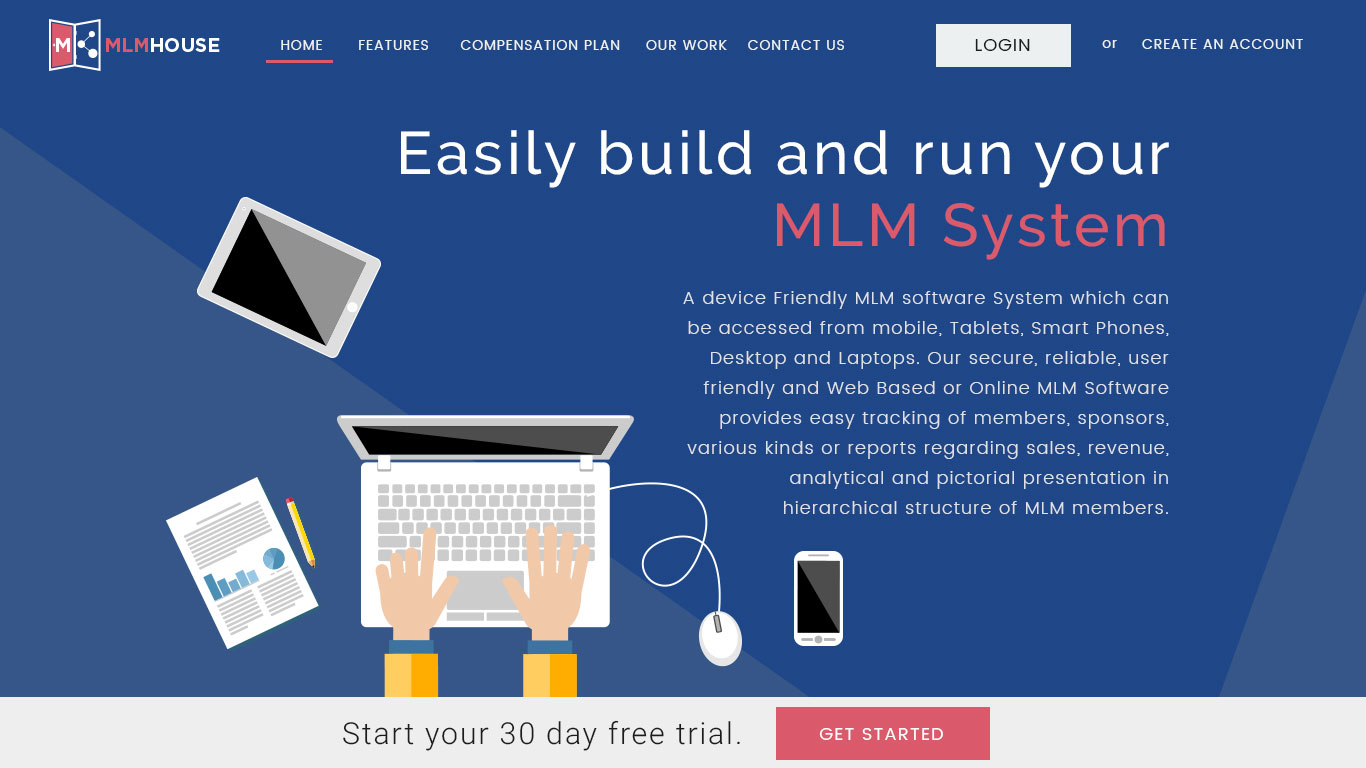 M MLMHOUSE
HOME FEATURES COMPENSATION PLAN OUR WORK CONTACT US LOGIN or CREATE AN ACCOUNT
Easily build and run your
MLM System
A device Friendly MLM software System which can
be accessed from mobile, Tablets, Smart Phones,
Desktop and Laptops. Our secure, reliable, user
friendly and Web Based or Online MLM Software
provides easy tracking of members, sponsors,
various kinds or reports regarding sales, revenue,
analytical and pictorial presentation in
hierarchical structure of MLM members.
Start your 30 day free trial. GET STARTED